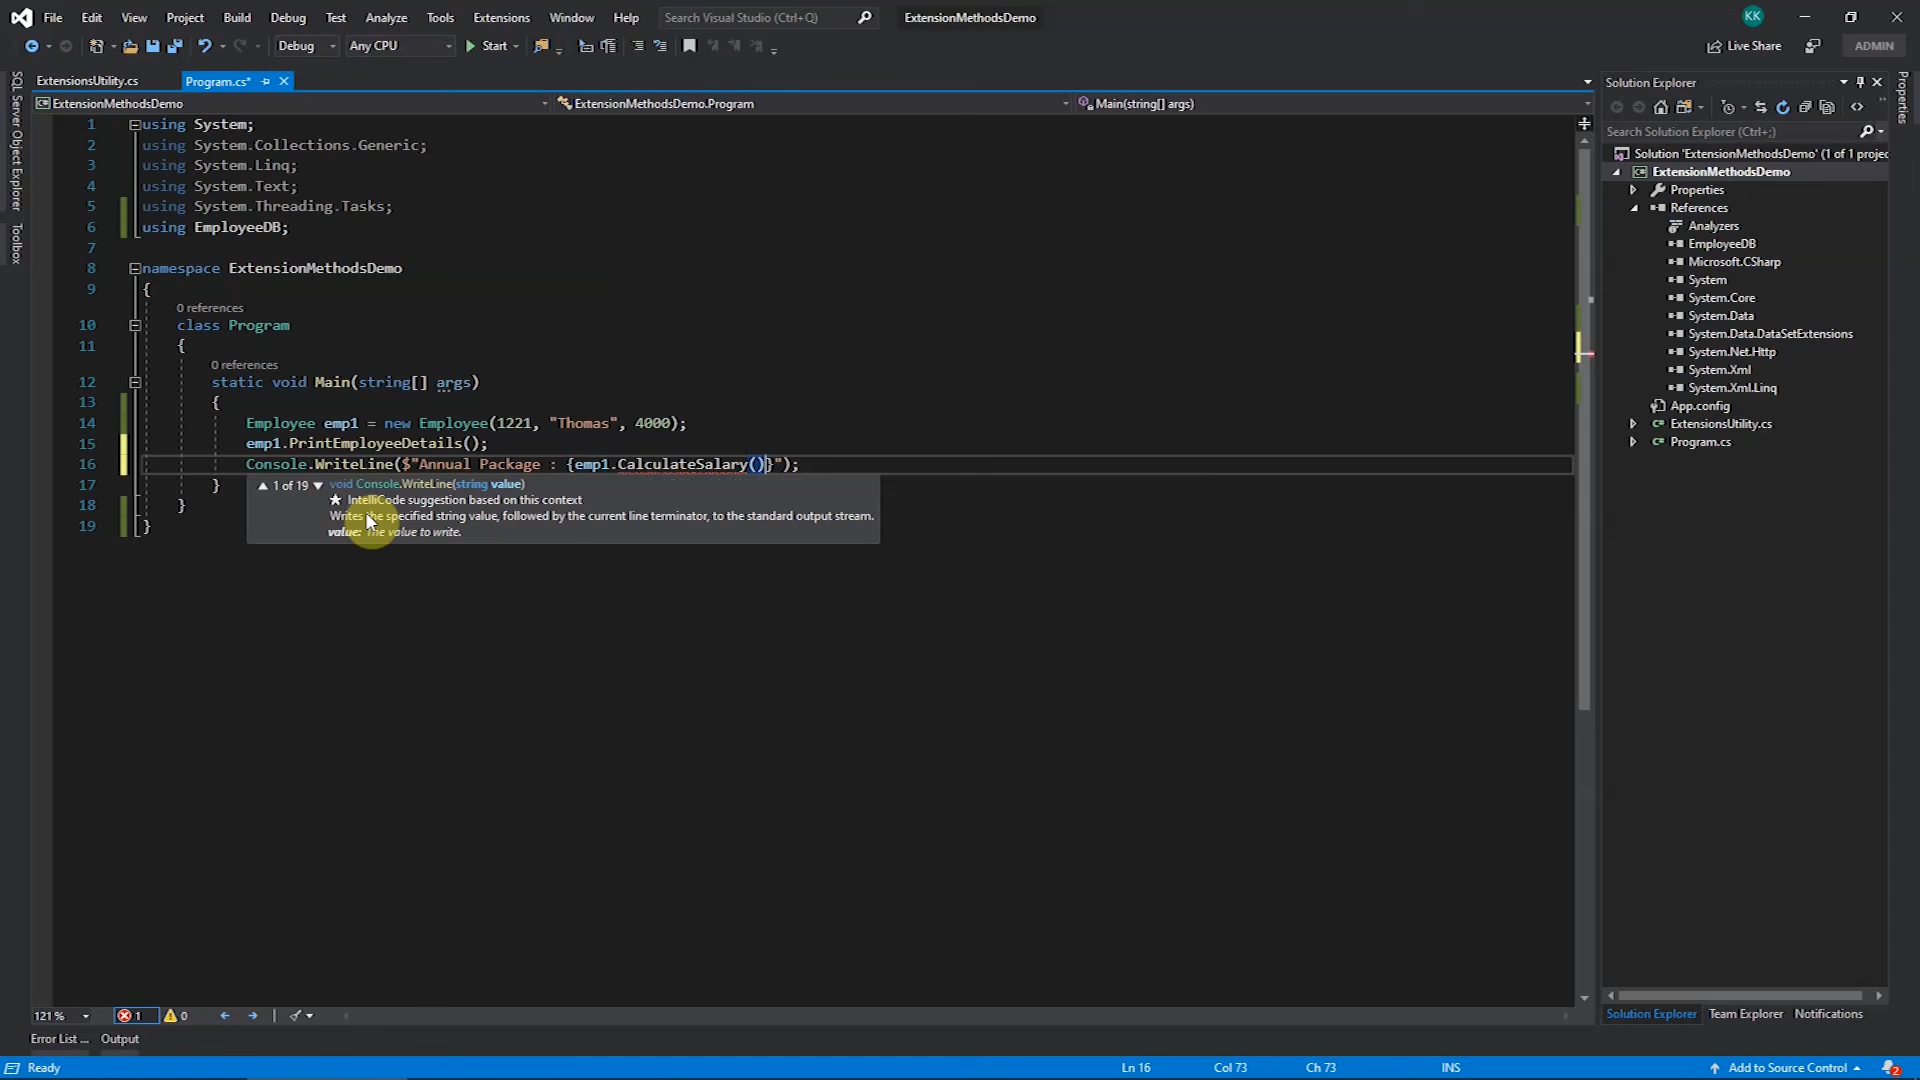 File Edit View Project Build Debug Test Analyze Tools Extensions Window Help Search Visual Studio (Ctrl+Q) ExtensionMethodsDemo KK
Debug Any CPU Start Live Share ADMIN
ExtensionsUtility.cs Program.cs*
ExtensionMethodsDemo ExtensionMethodsDemo.Program Main(string[] args)
SQL Server Object Explorer
Toolbox
1 using System;
2 using System.Collections.Generic;
3 using System.Linq;
4 using System.Text;
5 using System.Threading.Tasks;
6 using EmployeeDB;
7
8 namespace ExtensionMethodsDemo
9 {
0 references
10 class Program
11 {
0 references
12 static void Main(string[] args)
13 {
14 Employee emp1 = new Employee(1221, "Thomas", 4000);
15 emp1.PrintEmployeeDetails();
16 Console.WriteLine($"Annual Package : {emp1.CalculateSalary()}");
17 }
18 }
19 }
1 of 19 void Console.WriteLine(string value)
IntelliCode suggestion based on this context
Writes the specified string value, followed by the current line terminator, to the standard output stream.
value: The value to write.
Solution Explorer
Search Solution Explorer (Ctrl+;)
Solution 'ExtensionMethodsDemo' (1 of 1 projec
ExtensionMethodsDemo
Properties
References
Analyzers
EmployeeDB
Microsoft.CSharp
System
System.Core
System.Data
System.Data.DataSetExtensions
System.Net.Http
System.Xml
System.Xml.Linq
App.config
ExtensionsUtility.cs
Program.cs
Solution Explorer Team Explorer Notifications
Properties
121 % 1 0
Error List ... Output
Ready Ln 16 Col 73 Ch 73 INS Add to Source Control 2